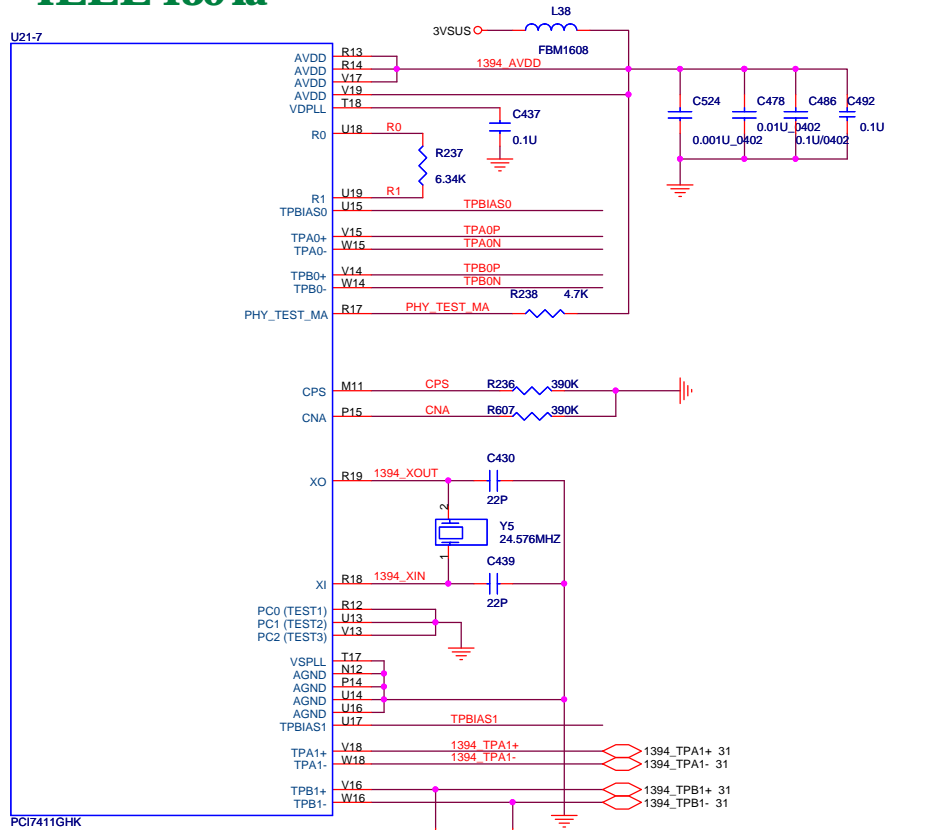 IEEE 1394a
U21-7
L38
3VSUS
FBM1608
AVDD R13
AVDD R14 1394_AVDD
AVDD V17
AVDD V19
VDPLL T18
C437
0.1U
C524
0.001U_0402
C478
0.01U_0402
C486
0.1U/0402
C492
0.1U
R0 U18 R0
R237
6.34K
R1 U19 R1
TPBIAS0 U15 TPBIAS0
TPA0+ V15 TPA0P
TPA0- W15 TPA0N
TPB0+ V14 TPB0P
TPB0- W14 TPB0N
R238 4.7K
PHY_TEST_MA R17 PHY_TEST_MA
CPS M11 CPS R236 390K
CNA P15 CNA R607 390K
C430
XO R19 1394_XOUT
22P
2
Y5
24.576MHZ
1
C439
XI R18 1394_XIN
22P
PC0 (TEST1) R12
PC1 (TEST2) U13
PC2 (TEST3) V13
VSPLL T17
AGND N12
AGND P14
AGND U14
AGND U16
TPBIAS1 U17 TPBIAS1
TPA1+ V18 1394_TPA1+ 1394_TPA1+ 31
TPA1- W18 1394_TPA1- 1394_TPA1- 31
TPB1+ V16 1394_TPB1+ 31
TPB1- W16 1394_TPB1- 31
PCI7411GHK